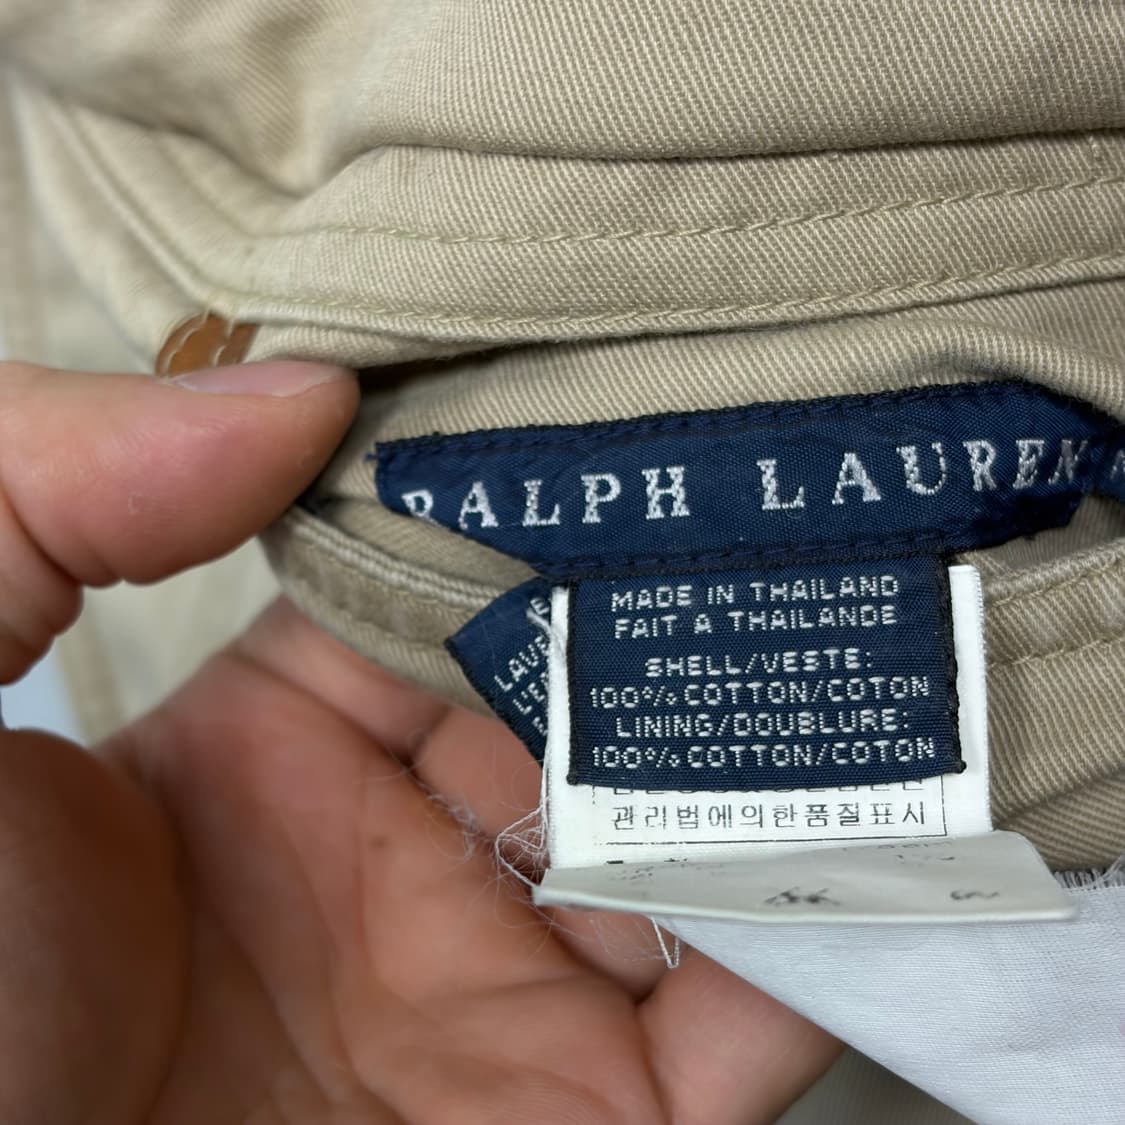 RALPH LAUREN
MADE IN THAILAND
FAIT A THAILANDE
SHELL/VESTE:
100% COTTON/COTON
LINING/DOUBLURE:
100% COTTON/COTON
관리법에의한품질표시